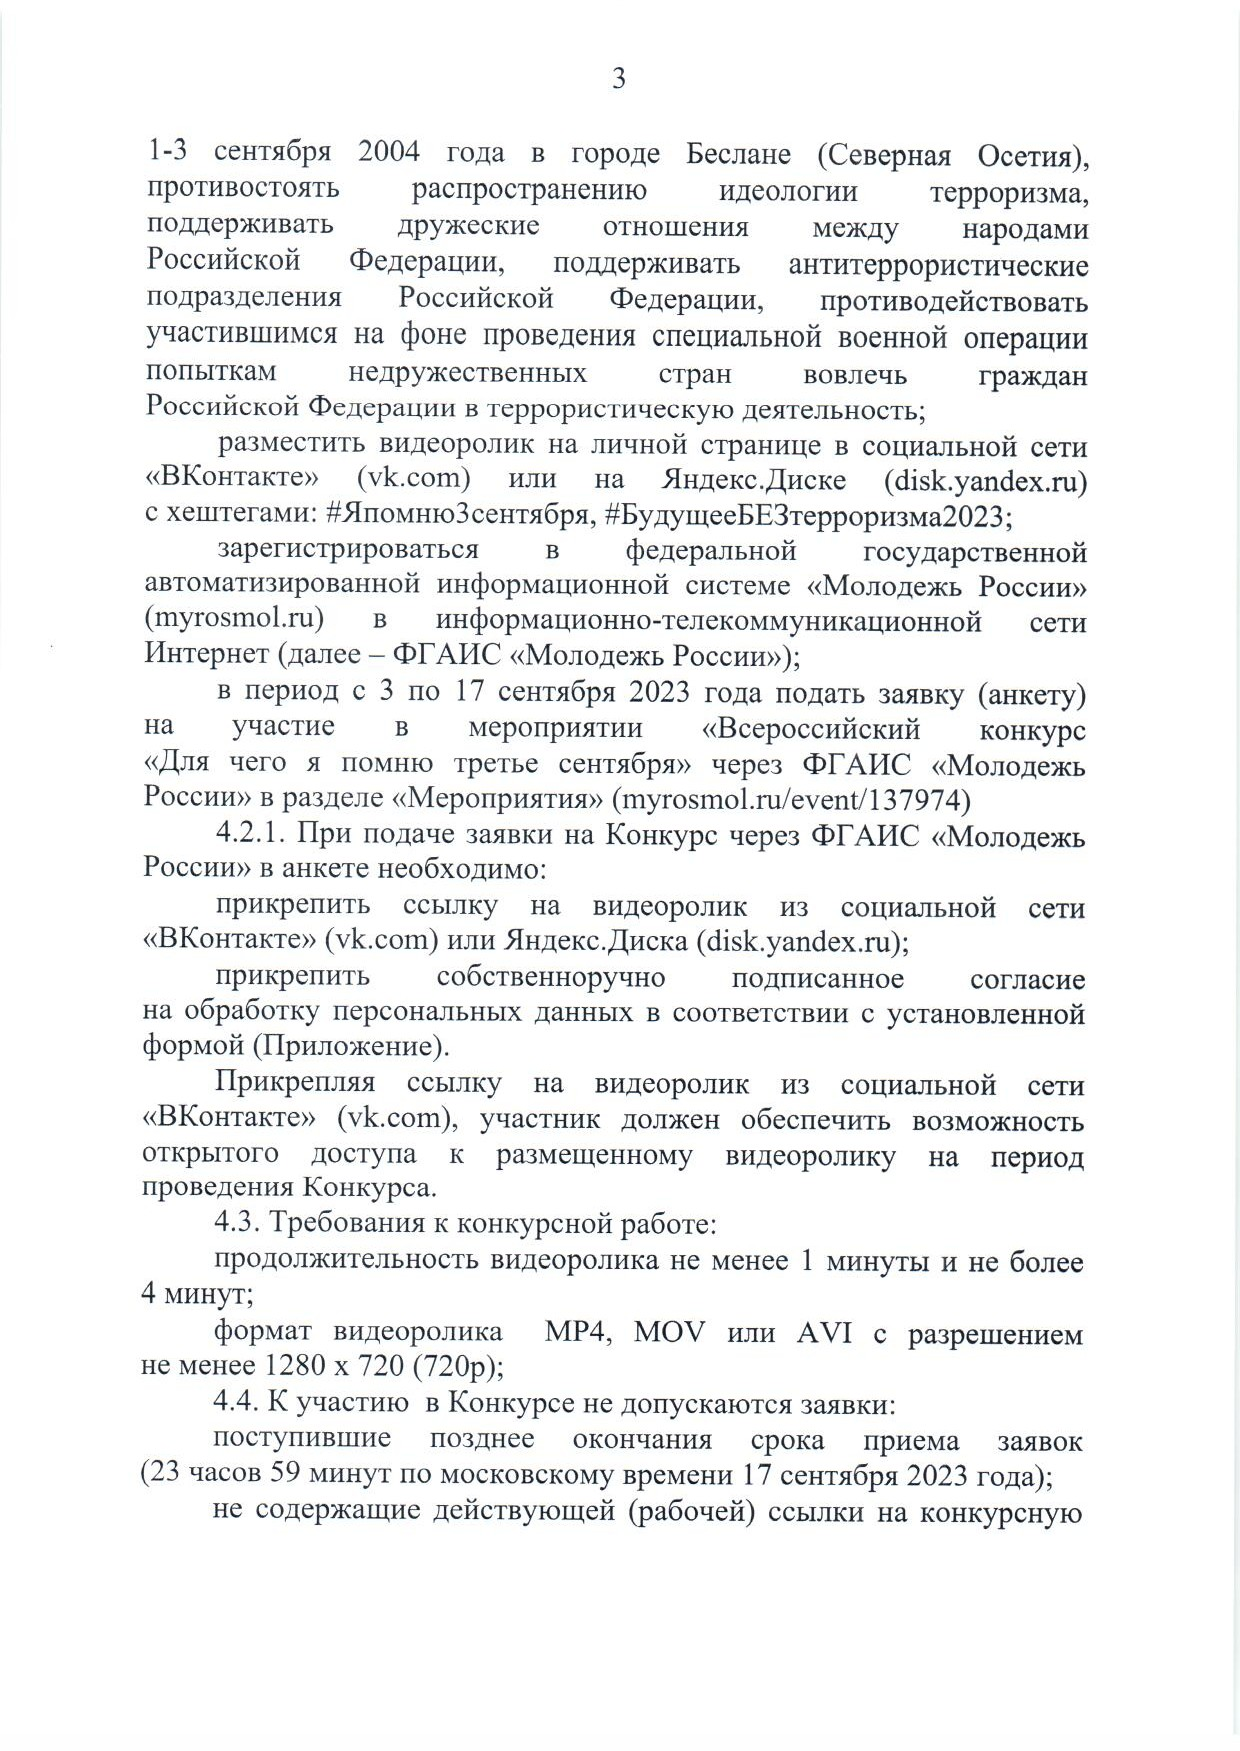 3
1-3 сентября 2004 года в городе Беслане (Северная Осетия),
противостоять распространению идеологии терроризма,
поддерживать дружеские отношения между народами
Российской Федерации, поддерживать антитеррористические
подразделения Российской Федерации, противодействовать
участившимся на фоне проведения специальной военной операции
попыткам недружественных стран вовлечь граждан
Российской Федерации в террористическую деятельность;
разместить видеоролик на личной странице в социальной сети
«ВКонтакте» (vk.com) или на Яндекс.Диске (disk.yandex.ru)
с хештегами: #Японмню3сентября, #БудущееБЕЗтерроризма2023;
зарегистрироваться в федеральной государственной
автоматизированной информационной системе «Молодежь России»
(myrosmol.ru) в информационно-телекоммуникационной сети
Интернет (далее – ФГАИС «Молодежь России»);
в период с 3 по 17 сентября 2023 года подать заявку (анкету)
на участие в мероприятии «Всероссийский конкурс
«Для чего я помню третье сентября» через ФГАИС «Молодежь
России» в разделе «Мероприятия» (myrosmol.ru/event/137974)
4.2.1. При подаче заявки на Конкурс через ФГАИС «Молодежь
России» в анкете необходимо:
прикрепить ссылку на видеоролик из социальной сети
«ВКонтакте» (vk.com) или Яндекс.Диска (disk.yandex.ru);
прикрепить собственноручно подписанное согласие
на обработку персональных данных в соответствии с установленной
формой (Приложение).
Прикрепляя ссылку на видеоролик из социальной сети
«ВКонтакте» (vk.com), участник должен обеспечить возможность
открытого доступа к размещенному видеоролику на период
проведения Конкурса.
4.3. Требования к конкурсной работе:
продолжительность видеоролика не менее 1 минуты и не более
4 минут;
формат видеоролика MP4, MOV или AVI с разрешением
не менее 1280 х 720 (720р);
4.4. К участию в Конкурсе не допускаются заявки:
поступившие позднее окончания срока приема заявок
(23 часов 59 минут по московскому времени 17 сентября 2023 года);
не содержащие действующей (рабочей) ссылки на конкурсную